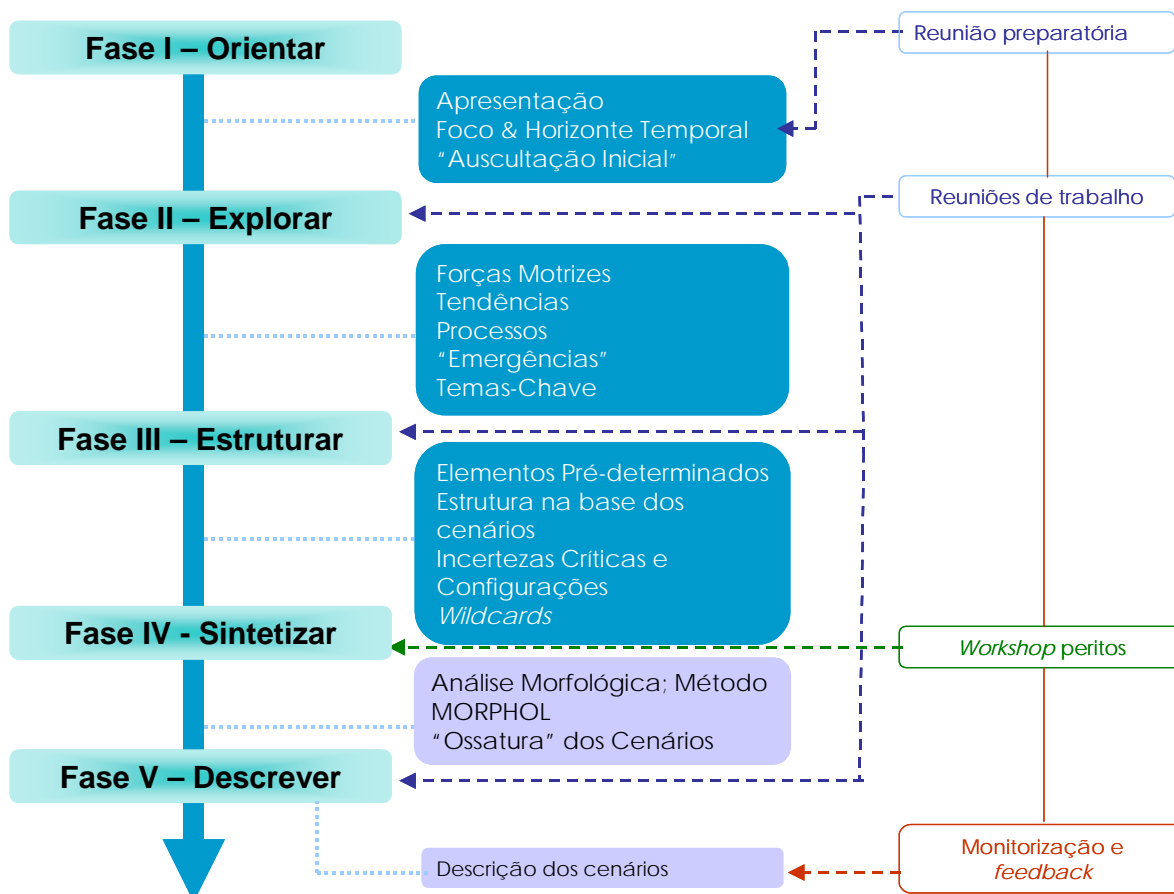 Fase I – Orientar
Reunião preparatória
Apresentação
Foco & Horizonte Temporal
“Auscultação Inicial”
Fase II – Explorar
Reuniões de trabalho
Forças Motrizes
Tendências
Processos
“Emergências”
Temas-Chave
Fase III – Estruturar
Elementos Pré-determinados
Estrutura na base dos
cenários
Incertezas Críticas e
Configurações
Wildcards
Fase IV - Sintetizar
Workshop peritos
Análise Morfológica; Método
MORPHOL
“Ossatura” dos Cenários
Fase V – Descrever
Descrição dos cenários
Monitorização e
feedback